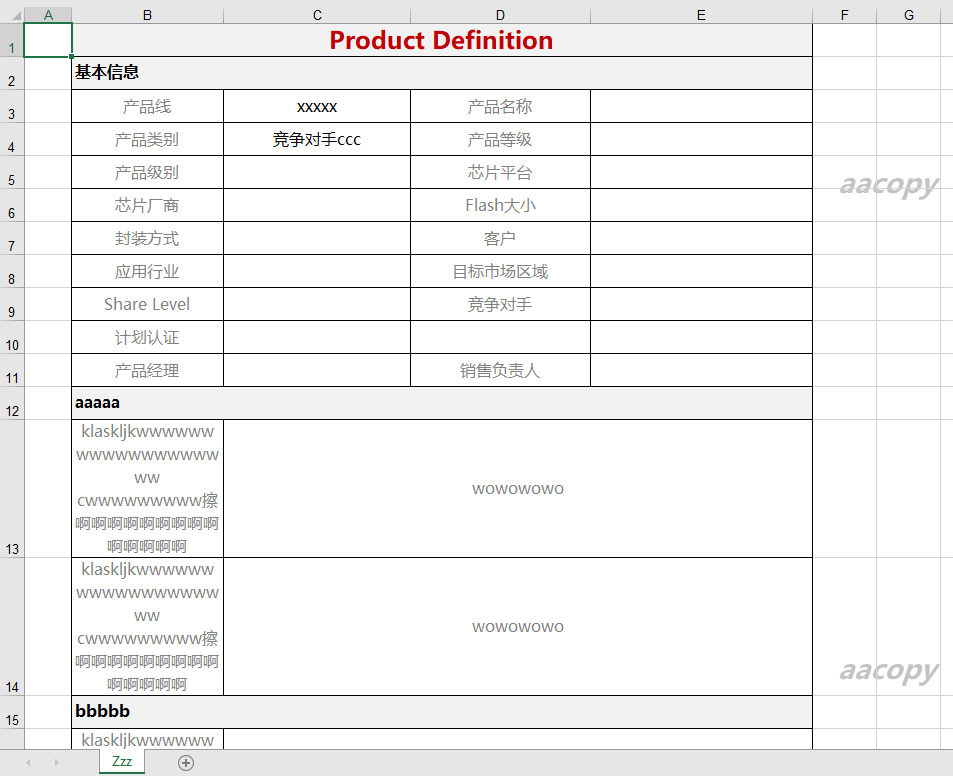 A B C D E F G
1 Product Definition
2 基本信息
3 产品线 xxxxx 产品名称
4 产品类别 竞争对手ccc 产品等级
5 产品级别 芯片平台
aacopy
6 芯片厂商 Flash大小
7 封装方式 客户
8 应用行业 目标市场区域
9 Share Level 竞争对手
10 计划认证
11 产品经理 销售负责人
12 aaaaa
klaskljkwwwwww
wwwwwwwwwwww
ww
wowowowo
cwwwwwwwww擦
啊啊啊啊啊啊啊啊啊
13 啊啊啊啊啊
klaskljkwwwwww
wwwwwwwwwwww
ww
wowowowo
cwwwwwwwww擦
啊啊啊啊啊啊啊啊啊
aacopy
14 啊啊啊啊啊
15 bbbbb
klaskljkwwwwww
Zzz